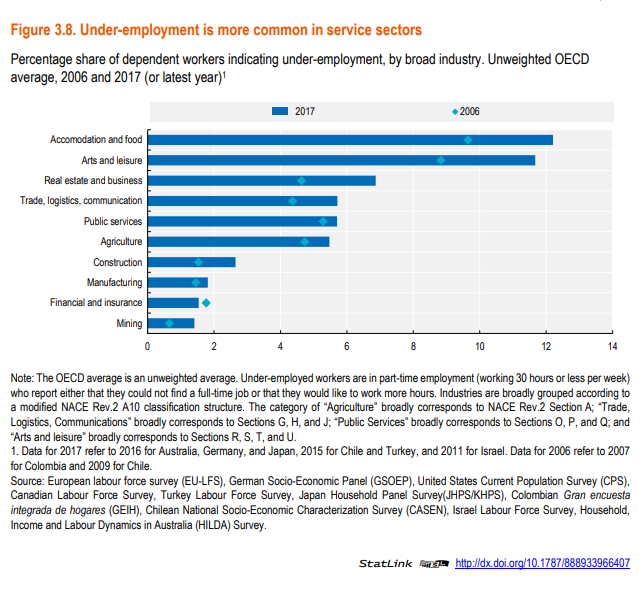 Figure 3.8. Under-employment is more common in service sectors
Percentage share of dependent workers indicating under-employment, by broad industry. Unweighted OECD
average, 2006 and 2017 (or latest year)¹
2017 2006
Accomodation and food
Arts and leisure
Real estate and business
Trade, logistics, communication
Public services
Agriculture
Construction
Manufacturing
Financial and insurance
Mining
0 2 4 6 8 10 12 14
Note: The OECD average is an unweighted average. Under-employed workers are in part-time employment (working 30 hours or less per week)
who report either that they could not find a full-time job or that they would like to work more hours. Industries are broadly grouped according to
a modified NACE Rev.2 A10 classification structure. The category of “Agriculture” broadly corresponds to NACE Rev.2 Section A; “Trade,
Logistics, Communications” broadly corresponds to Sections G, H, and J; “Public Services” broadly corresponds to Sections O, P, and Q; and
“Arts and leisure” broadly corresponds to Sections R, S, T, and U.
1. Data for 2017 refer to 2016 for Australia, Germany, and Japan, 2015 for Chile and Turkey, and 2011 for Israel. Data for 2006 refer to 2007
for Colombia and 2009 for Chile.
Source: European labour force survey (EU-LFS), German Socio-Economic Panel (GSOEP), United States Current Population Survey (CPS),
Canadian Labour Force Survey, Turkey Labour Force Survey, Japan Household Panel Survey(JHPS/KHPS), Colombian Gran encuesta
integrada de hogares (GEIH), Chilean National Socio-Economic Characterization Survey (CASEN), Israel Labour Force Survey, Household,
Income and Labour Dynamics in Australia (HILDA) Survey.
StatLink http://dx.doi.org/10.1787/888933966407